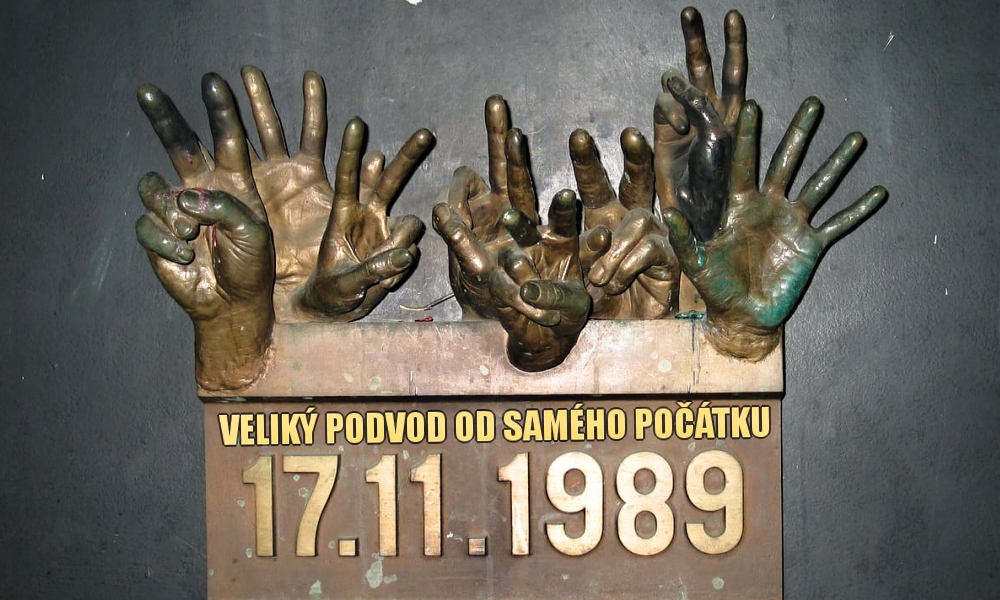 VELIKÝ PODVOD OD SAMÉHO POČÁTKU
17.11.1989